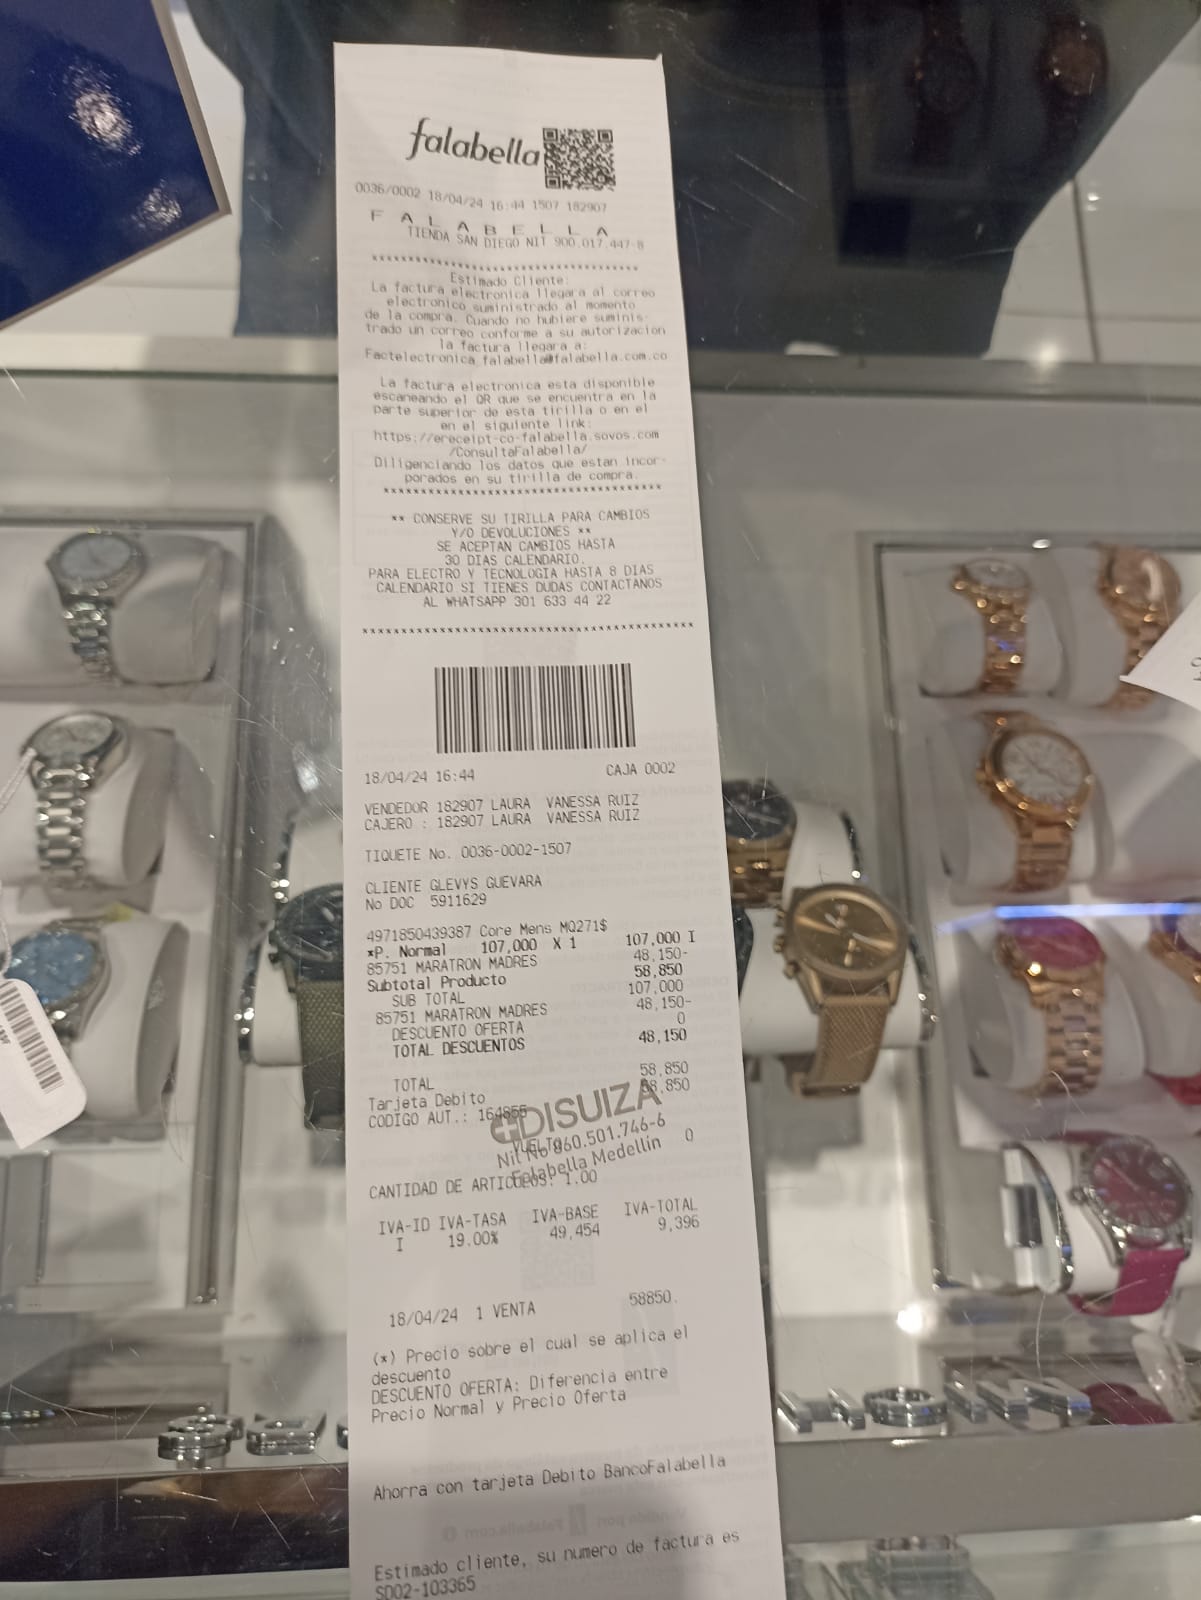 falabella
0036/0002 18/04/24 16:44 1507 182907
F A L A B E L L A
TIENDA SAN DIEGO NIT 900.017.447-8
**************************************
Estimado Cliente:
La factura electronica llegara al correo
electronico suministrado al momento
de la compra. Cuando no hubiere suminis-
trado un correo conforme a su autorizacion
la factura llegara a:
Factelectronica_falabella@falabella.com.co
La factura electronica esta disponible
escaneando el QR que se encuentra en la
parte superior de esta tirilla o en el
en el siguiente link:
https://ereceipt-co-falabella.sovos.com
/ConsultaFalabella/
Diligenciando los datos que estan incor-
porados en su tirilla de compra.
****************************************
** CONSERVE SU TIRILLA PARA CAMBIOS
Y/O DEVOLUCIONES **
SE ACEPTAN CAMBIOS HASTA
30 DIAS CALENDARIO.
PARA ELECTRO Y TECNOLOGIA HASTA 8 DIAS
CALENDARIO.SI TIENES DUDAS CONTACTANOS
AL WHATSAPP 301 633 44 22
*******************************************
18/04/24 16:44 CAJA 0002
VENDEDOR 182907 LAURA VANESSA RUIZ
CAJERO : 182907 LAURA VANESSA RUIZ
TIQUETE No. 0036-0002-1507
CLIENTE GLEVYS GUEVARA
No DOC 5911629
4971850439387 Core Mens MQ271$
*P. Normal 107,000 X 1 107,000 I
85751 MARATRON MADRES 48,150-
Subtotal Producto 58,850
SUB TOTAL 107,000
85751 MARATRON MADRES 48,150-
DESCUENTO OFERTA 0
TOTAL DESCUENTOS 48,150
TOTAL 58,850
Tarjeta Debito 58,850
CODIGO AUT.: 164855
DISUIZA
VUELTO 0
Nit No 860.501.746-6
Falabella Medellin
CANTIDAD DE ARTICULOS: 1.00
IVA-ID IVA-TASA IVA-BASE IVA-TOTAL
I 19.00% 49,454 9,396
18/04/24 1 VENTA 58850.
(*) Precio sobre el cual se aplica el
descuento
DESCUENTO OFERTA: Diferencia entre
Precio Normal y Precio Oferta
Ahorra con tarjeta Debito BancoFalabella
Estimado cliente, su numero de factura es
SD02-103365